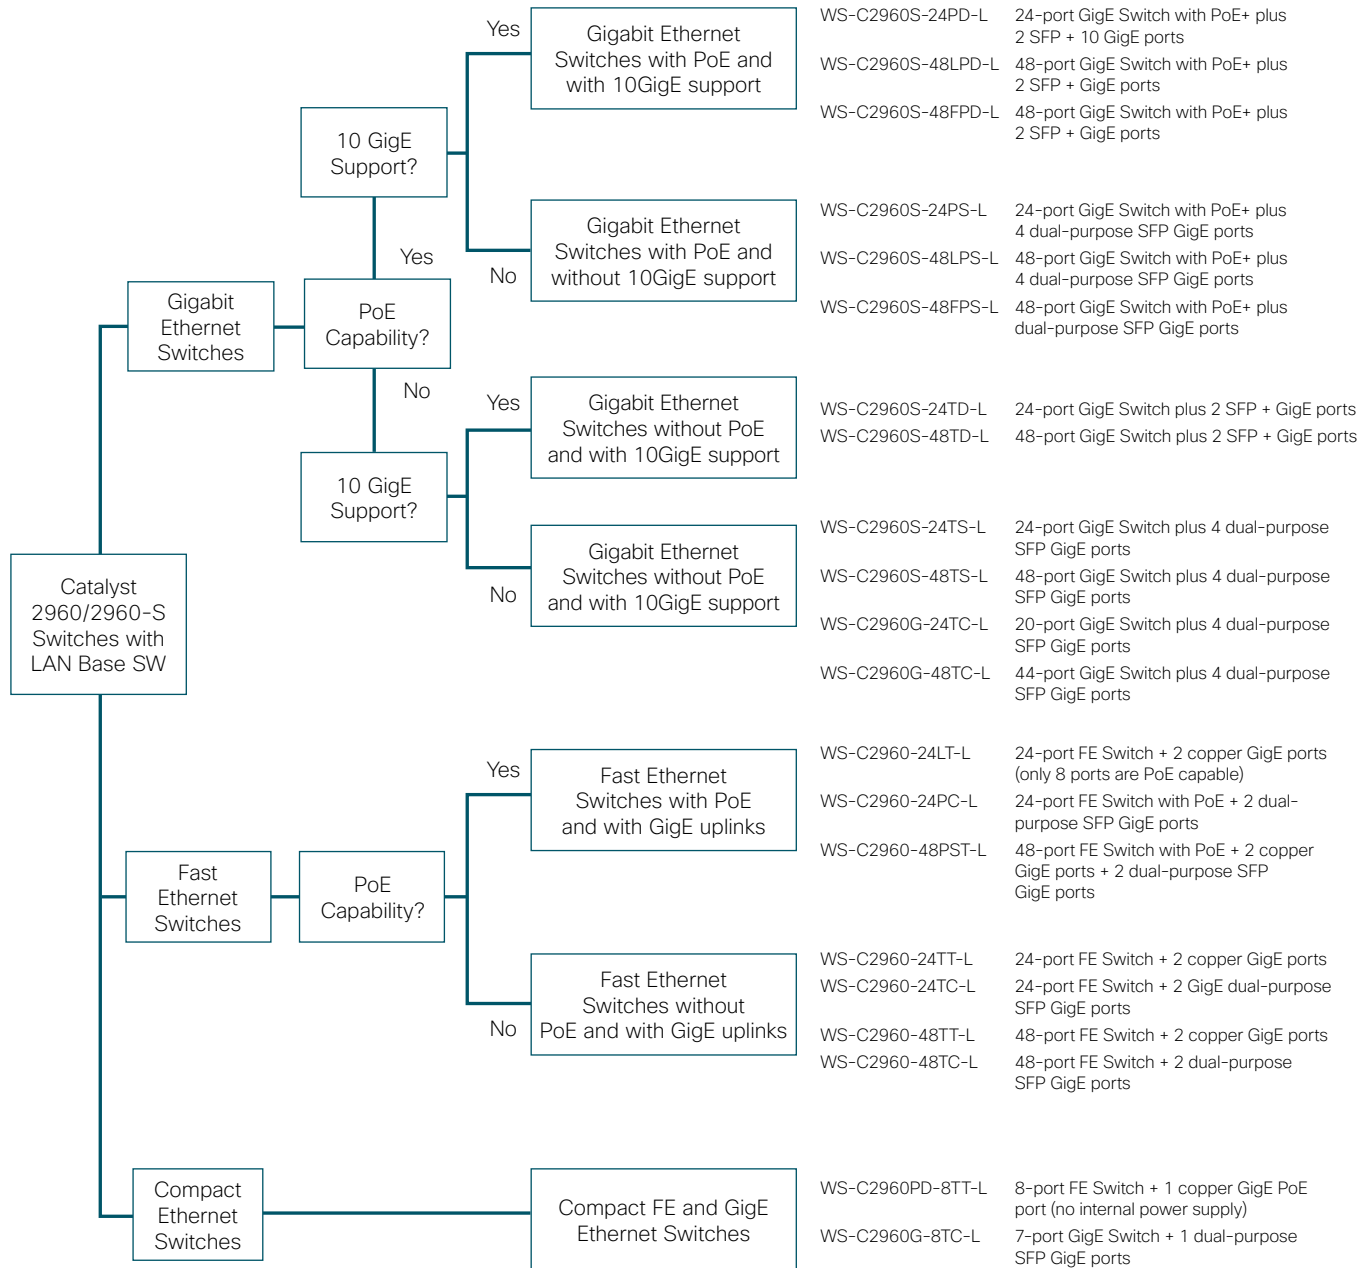 Yes
Gigabit Ethernet
Switches with PoE and
with 10GigE support
WS-C2960S-24PD-L
24-port GigE Switch with PoE+ plus
2 SFP + 10 GigE ports
WS-C2960S-48LPD-L
48-port GigE Switch with PoE+ plus
2 SFP + GigE ports
WS-C2960S-48FPD-L
48-port GigE Switch with PoE+ plus
2 SFP + GigE ports
10 GigE
Support?
No
Gigabit Ethernet
Switches with PoE and
without 10GigE support
WS-C2960S-24PS-L
24-port GigE Switch with PoE+ plus
4 dual-purpose SFP GigE ports
WS-C2960S-48LPS-L
48-port GigE Switch with PoE+ plus
4 dual-purpose SFP GigE ports
WS-C2960S-48FPS-L
48-port GigE Switch with PoE+ plus
dual-purpose SFP GigE ports
Yes
Gigabit
Ethernet
Switches
PoE
Capability?
No
Yes
Gigabit Ethernet
Switches without PoE
and with 10GigE support
WS-C2960S-24TD-L
24-port GigE Switch plus 2 SFP + GigE ports
WS-C2960S-48TD-L
48-port GigE Switch plus 2 SFP + GigE ports
10 GigE
Support?
No
Gigabit Ethernet
Switches without PoE
and with 10GigE support
WS-C2960S-24TS-L
24-port GigE Switch plus 4 dual-purpose
SFP GigE ports
WS-C2960S-48TS-L
48-port GigE Switch plus 4 dual-purpose
SFP GigE ports
WS-C2960G-24TC-L
20-port GigE Switch plus 4 dual-purpose
SFP GigE ports
WS-C2960G-48TC-L
44-port GigE Switch plus 4 dual-purpose
SFP GigE ports
Catalyst
2960/2960-S
Switches with
LAN Base SW
Yes
Fast Ethernet
Switches with PoE
and with GigE uplinks
WS-C2960-24LT-L
24-port FE Switch + 2 copper GigE ports
(only 8 ports are PoE capable)
WS-C2960-24PC-L
24-port FE Switch with PoE + 2 dual-
purpose SFP GigE ports
WS-C2960-48PST-L
48-port FE Switch with PoE + 2 copper
GigE ports + 2 dual-purpose SFP
GigE ports
Fast
Ethernet
Switches
PoE
Capability?
No
Fast Ethernet
Switches without
PoE and with GigE uplinks
WS-C2960-24TT-L
24-port FE Switch + 2 copper GigE ports
WS-C2960-24TC-L
24-port FE Switch + 2 GigE dual-purpose
SFP GigE ports
WS-C2960-48TT-L
48-port FE Switch + 2 copper GigE ports
WS-C2960-48TC-L
48-port FE Switch + 2 dual-purpose
SFP GigE ports
Compact
Ethernet
Switches
Compact FE and GigE
Ethernet Switches
WS-C2960PD-8TT-L
8-port FE Switch + 1 copper GigE PoE
port (no internal power supply)
WS-C2960G-8TC-L
7-port GigE Switch + 1 dual-purpose
SFP GigE ports